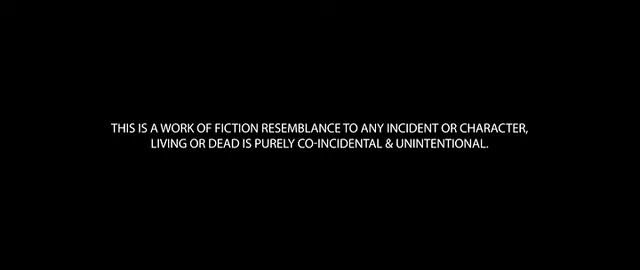 THIS IS A WORK OF FICTION RESEMBLANCE TO ANY INCIDENT OR CHARACTER,
LIVING OR DEAD IS PURELY CO-INCIDENTAL & UNINTENTIONAL.